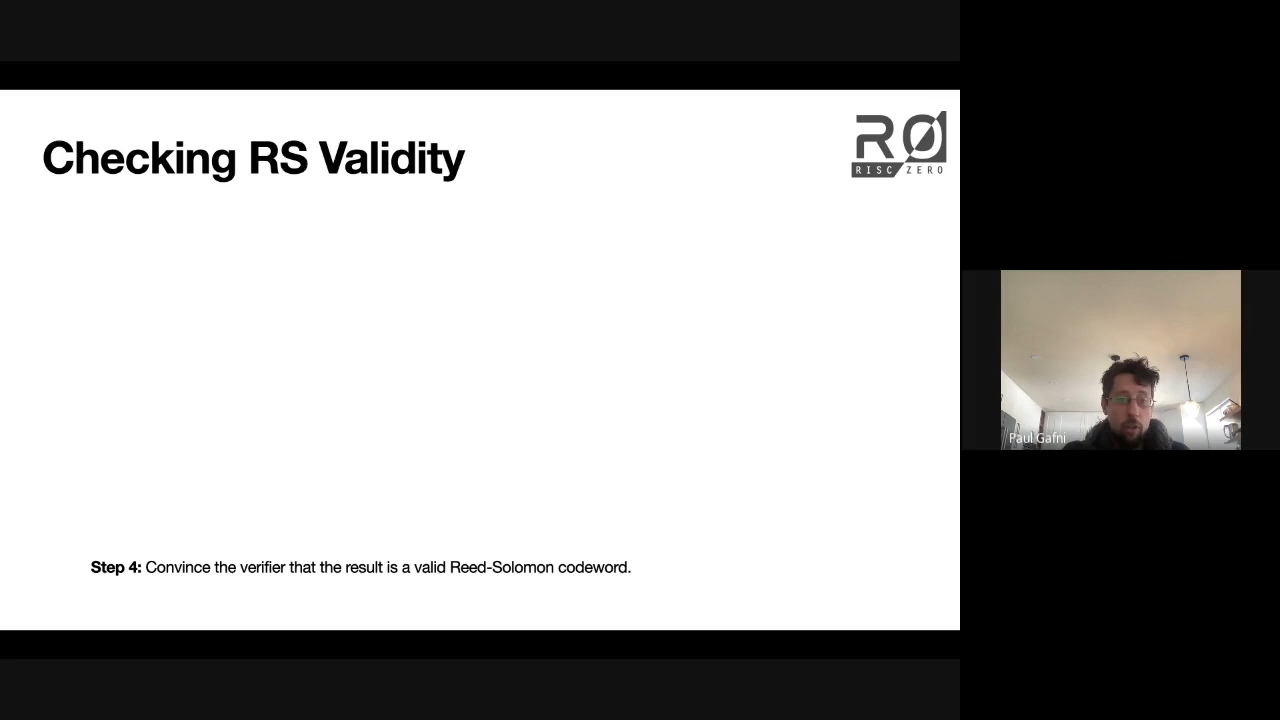 Checking RS Validity
RØ
RISC ZERO
Step 4: Convince the verifier that the result is a valid Reed-Solomon codeword.
Paul Gafni